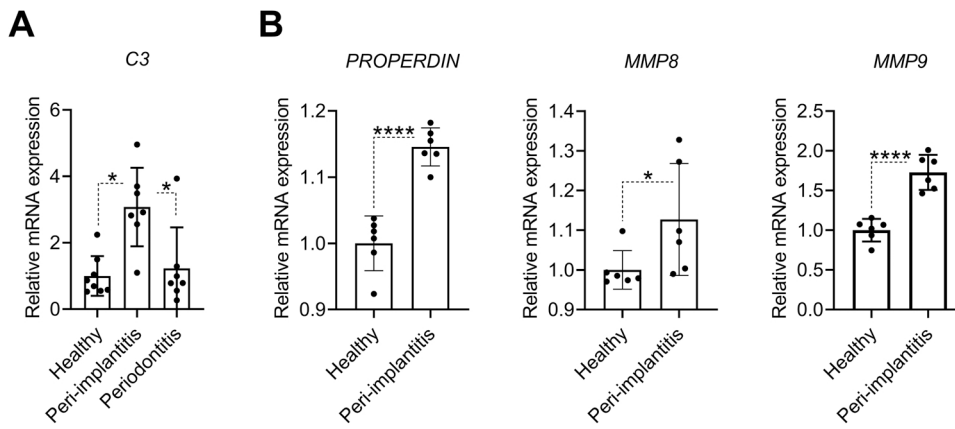 A
B
C3
Relative mRNA expression
6
4
2
0
*
*
Healthy
Peri-implantitis
Periodontitis
PROPERDIN
Relative mRNA expression
1.2
1.1
1.0
0.9
****
Healthy
Peri-implantitis
MMP8
Relative mRNA expression
1.4
1.3
1.2
1.1
1.0
0.9
*
Healthy
Peri-implantitis
MMP9
Relative mRNA expression
2.5
2.0
1.5
1.0
0.5
0.0
****
Healthy
Peri-implantitis